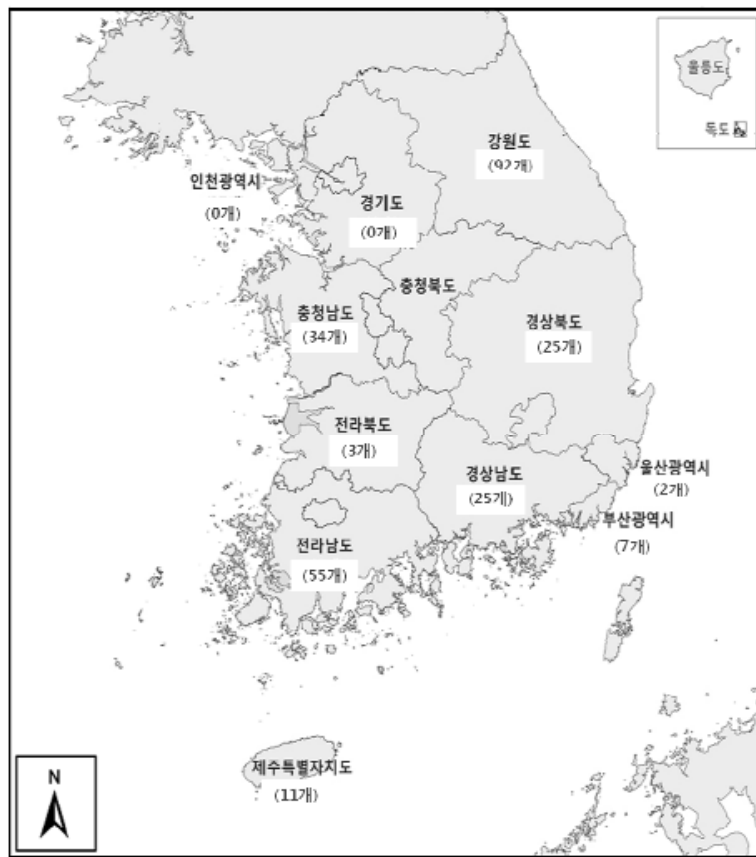 울릉도
독도
강원도
(92개)
인천광역시
(0개)
경기도
(0개)
충청북도
충청남도
(34개)
경상북도
(25개)
전라북도
(3개)
경상남도
(25개)
울산광역시
(2개)
부산광역시
(7개)
전라남도
(55개)
제주특별자치도
(11개)
N